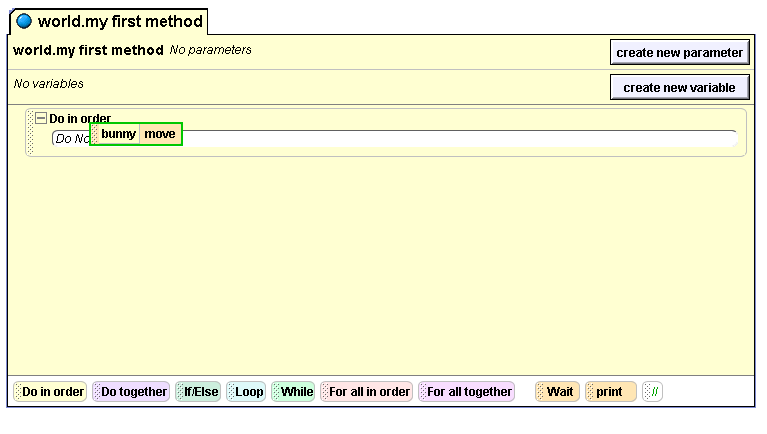 world.my first method
world.my first method No parameters
create new parameter
No variables
create new variable
Do in order
Do No
bunny move
Do in order Do together If/Else Loop While For all in order For all together Wait print //